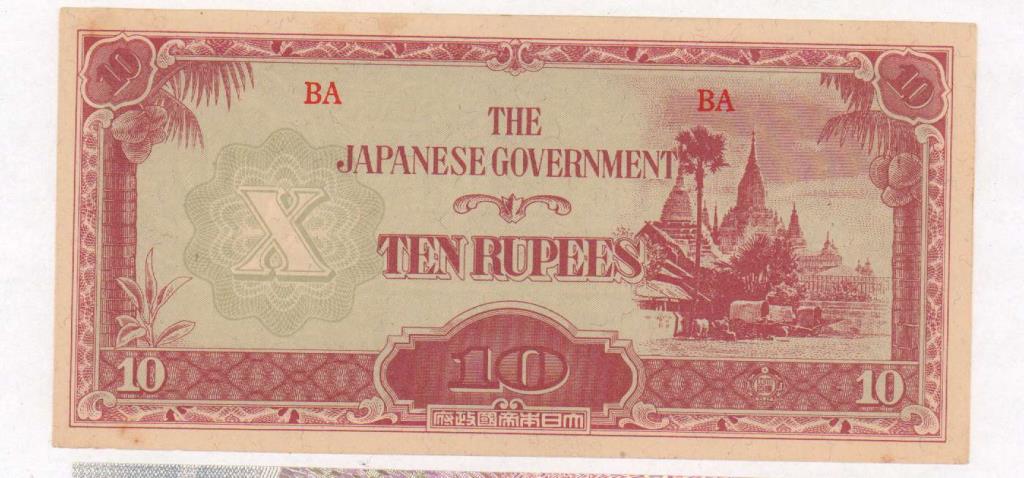 10 10
BA BA
THE
JAPANESE GOVERNMENT
X
TEN RUPEES
10 10 10
府政國帝本日大